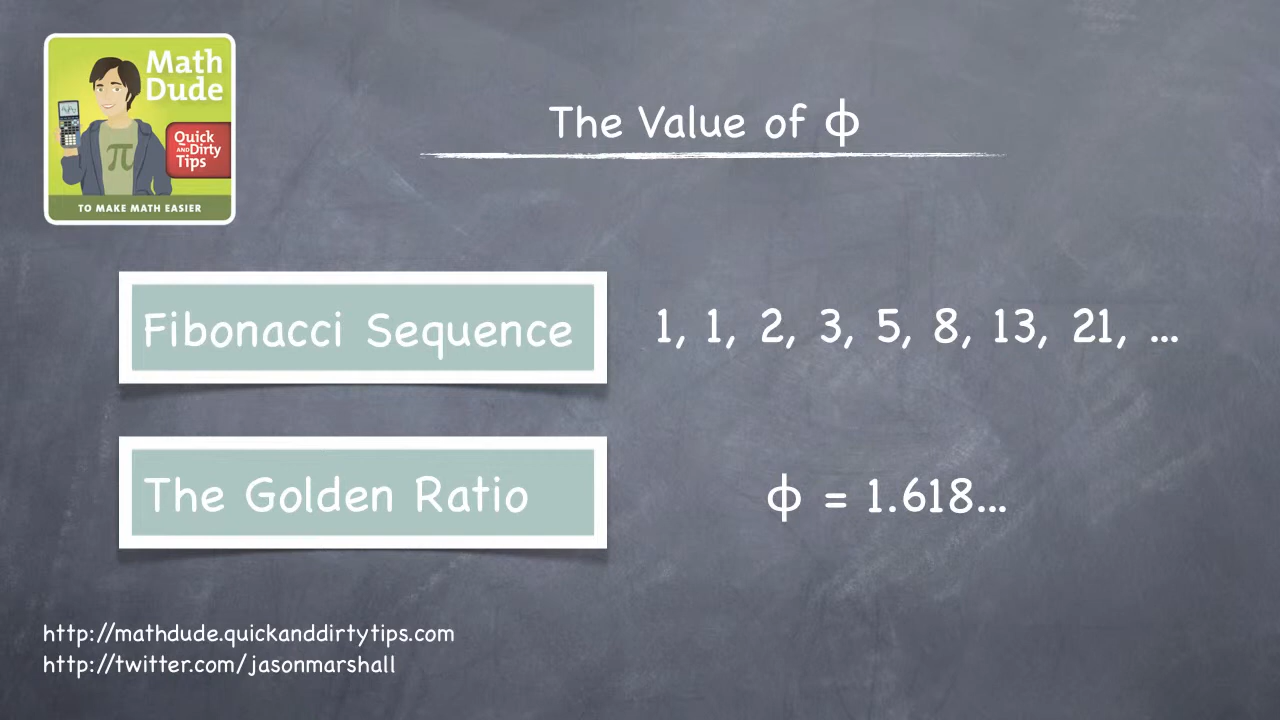 Math
Dude
Quick
AND Dirty
Tips
TO MAKE MATH EASIER
The Value of ϕ
Fibonacci Sequence
1, 1, 2, 3, 5, 8, 13, 21, ...
The Golden Ratio
ϕ = 1.618...
http://mathdude.quickanddirtytips.com
http://twitter.com/jasonmarshall